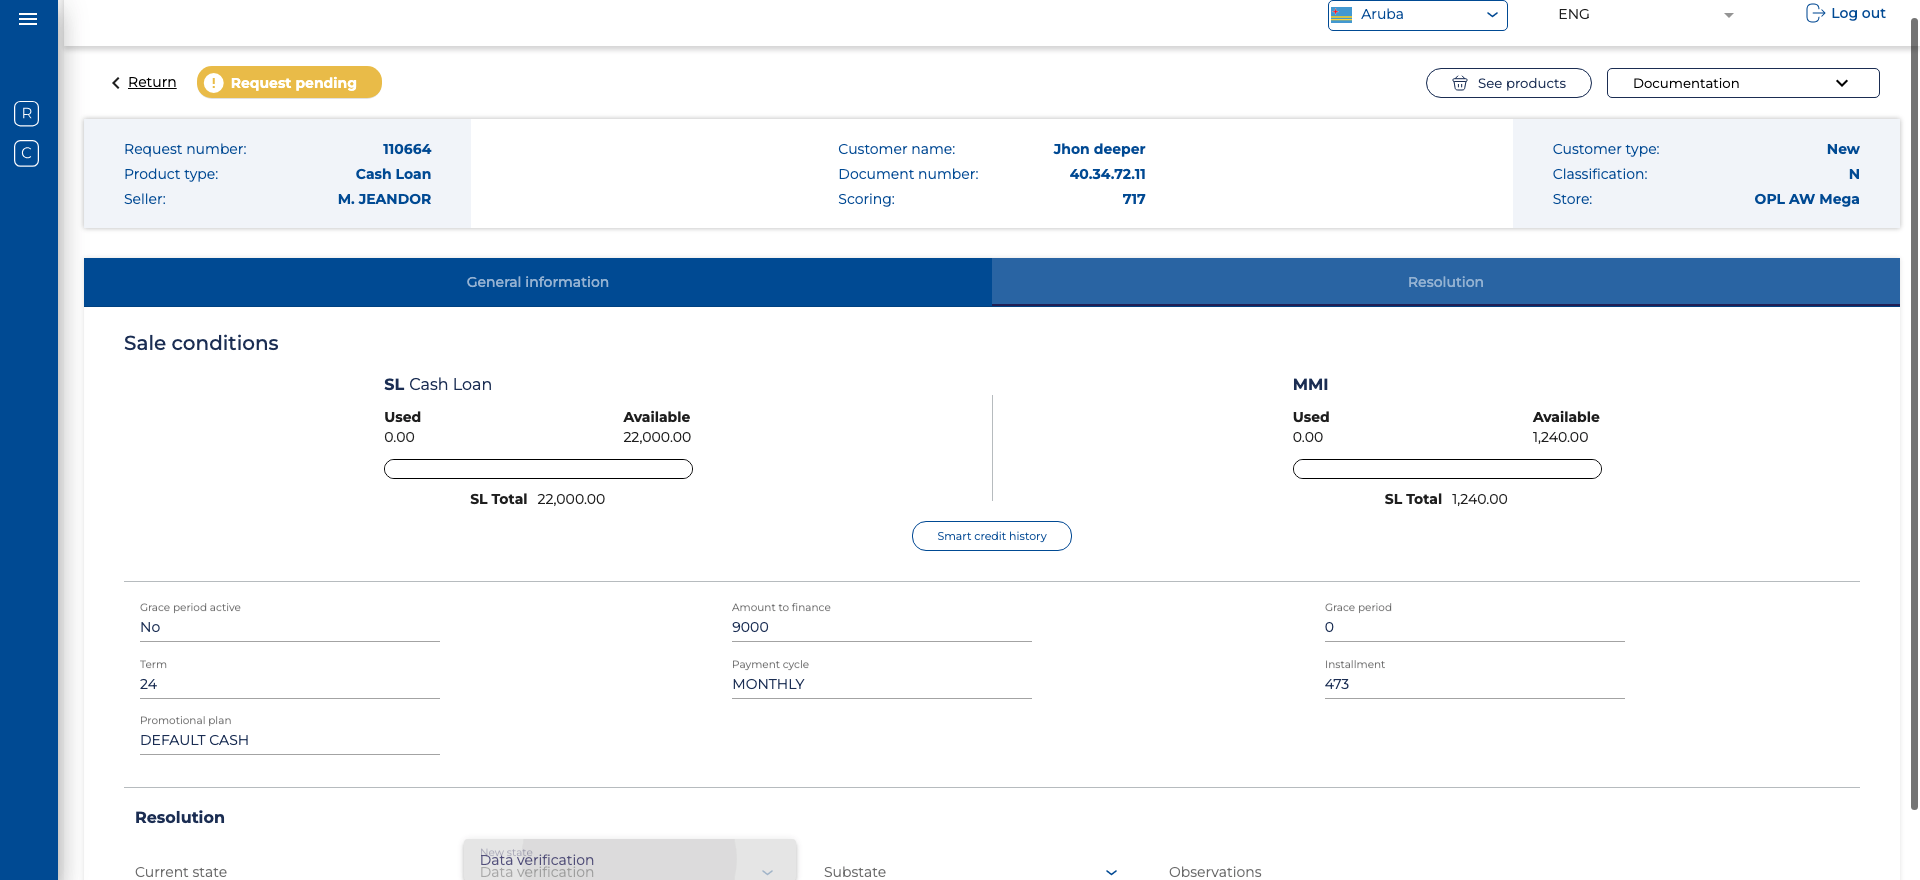 Aruba
ENG
Log out
Return
Request pending
See products
Documentation
R
C
Request number: 110664
Product type: Cash Loan
Seller: M. JEANDOR
Customer name: Jhon deeper
Document number: 40.34.72.11
Scoring: 717
Customer type: New
Classification: N
Store: OPL AW Mega
General information
Resolution
Sale conditions
SL Cash Loan
Used Available
0.00 22,000.00
SL Total 22,000.00
MMI
Used Available
0.00 1,240.00
SL Total 1,240.00
Smart credit history
Grace period active
No
Amount to finance
9000
Grace period
0
Term
24
Payment cycle
MONTHLY
Installment
473
Promotional plan
DEFAULT CASH
Resolution
Current state
New state
Data verification
Data verification
Substate
Observations